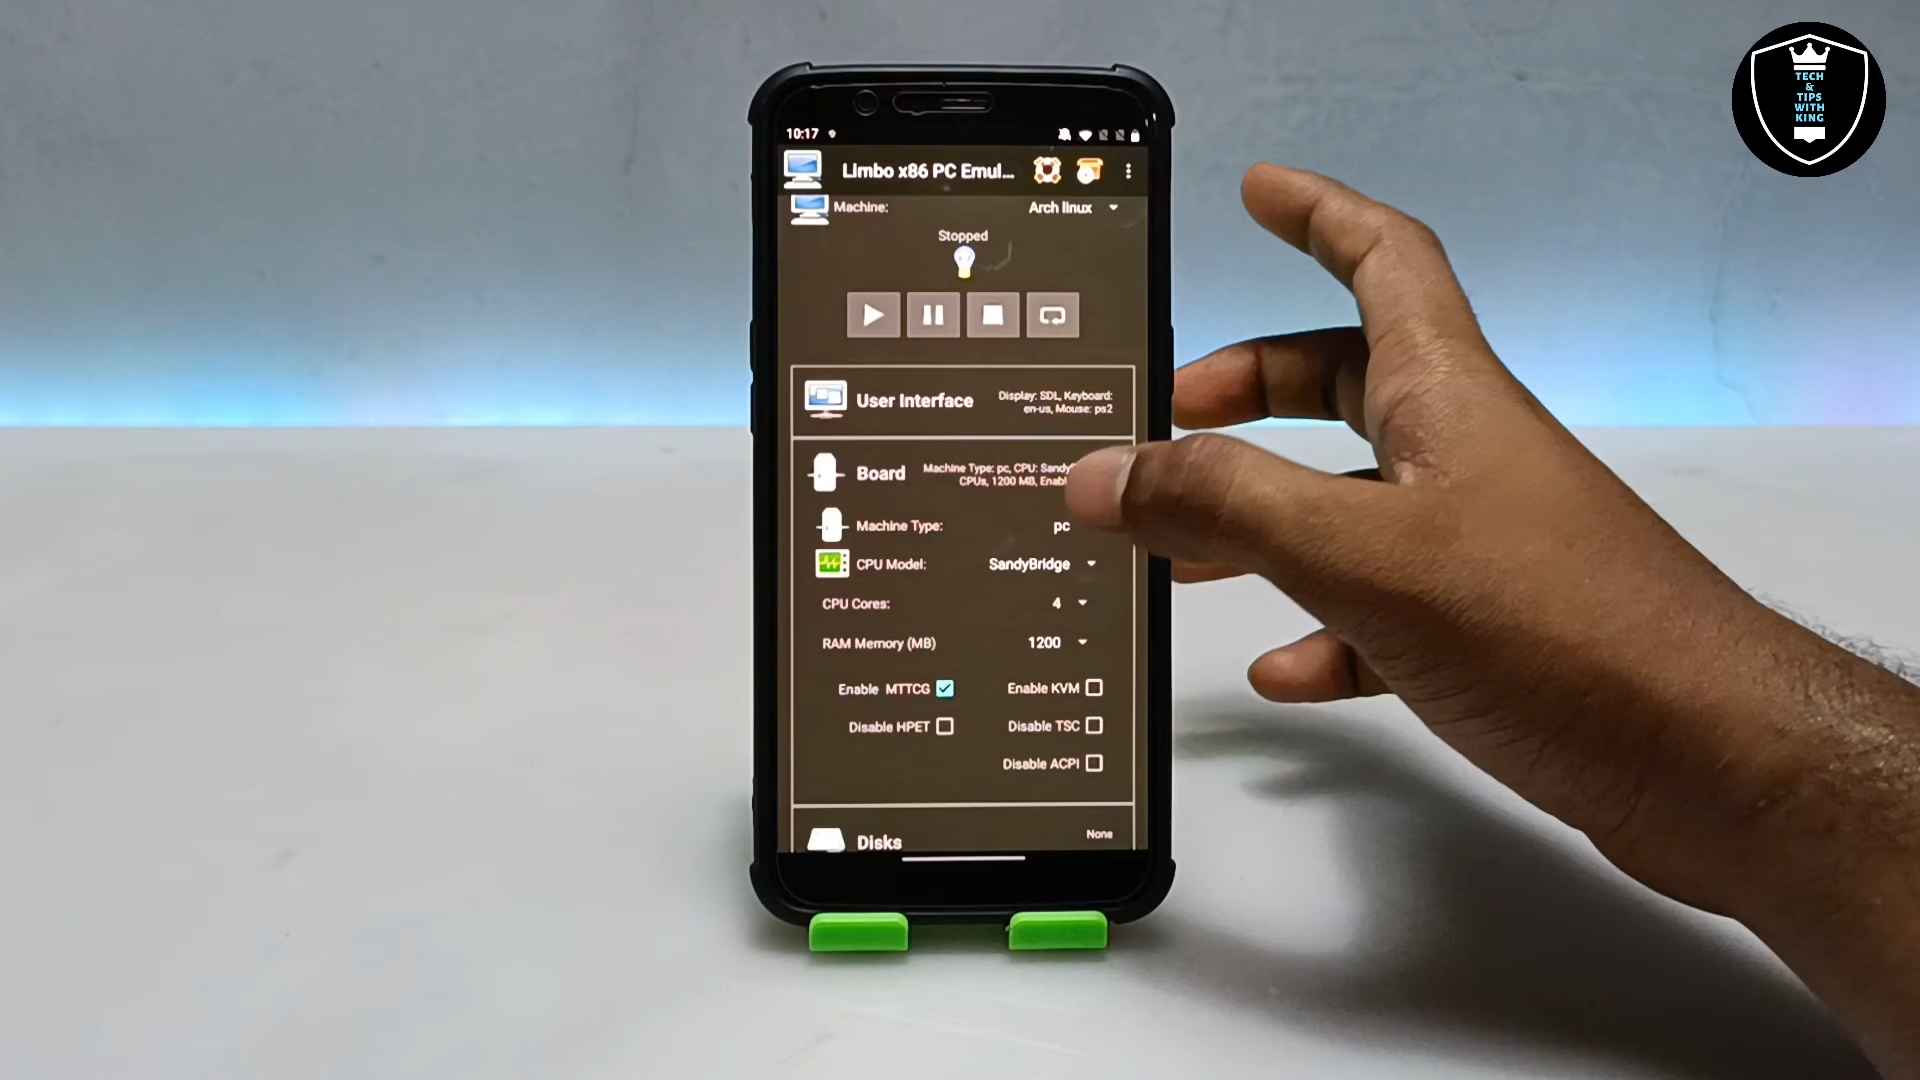 TECH
&
TIPS
WITH
KING
10:17
Limbo x86 PC Emul...
Machine: Arch linux
Stopped
User Interface
Display: SDL, Keyboard:
en-us, Mouse: ps2
Board
Machine Type: pc, CPU:
CPUs, 1200 MB,
Machine Type: pc
CPU Model: SandyBridge
CPU Cores: 4
RAM Memory (MB) 1200
Enable MTTCG Enable KVM
Disable HPET Disable TSC
Disable ACPI
Disks None